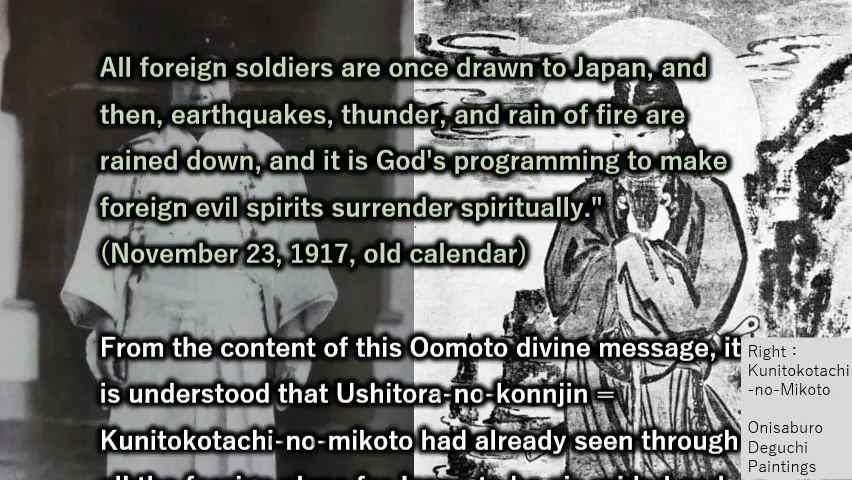 All foreign soldiers are once drawn to Japan, and
then, earthquakes, thunder, and rain of fire are
rained down, and it is God's programming to make
foreign evil spirits surrender spiritually."
(November 23, 1917, old calendar)
From the content of this Oomoto divine message, it
is understood that Ushitora-no-konnjin =
Kunitokotachi-no-mikoto had already seen through
Right :
Kunitokotachi
-no-Mikoto
Onisaburo
Deguchi
Paintings